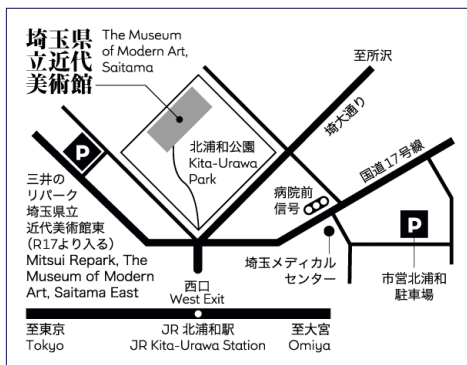 埼玉県
立近代
美術館
The Museum
of Modern Art,
Saitama
至所沢
埼大通り
国道17号線
北浦和公園
Kita-Urawa
Park
P
三井の
リパーク
埼玉県立
近代美術館東
（R17より入る）
Mitsui Repark, The
Museum of Modern
Art, Saitama East
病院前
信号
P
埼玉メディカル
センター
市営北浦和
駐車場
西口
West Exit
至東京
Tokyo
JR 北浦和駅
JR Kita-Urawa Station
至大宮
Omiya